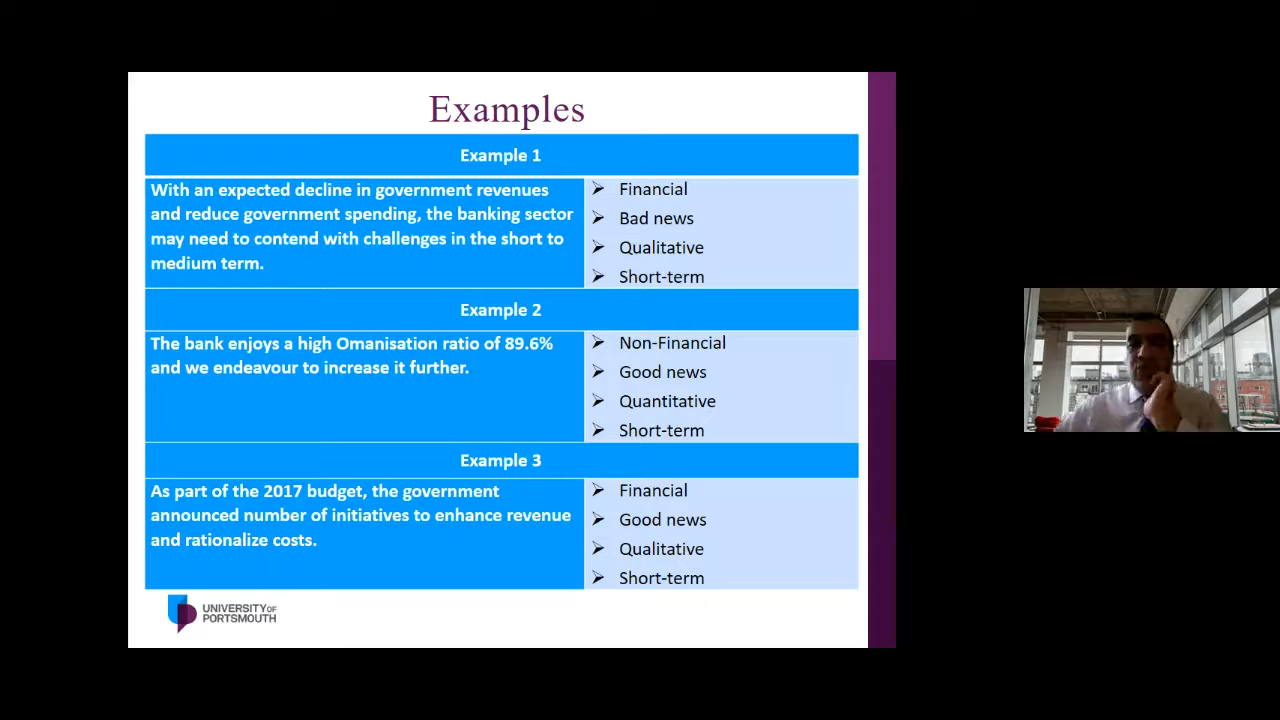 Examples
Example 1
With an expected decline in government revenues
and reduce government spending, the banking sector
may need to contend with challenges in the short to
medium term.
Financial
Bad news
Qualitative
Short-term
Example 2
The bank enjoys a high Omanisation ratio of 89.6%
and we endeavour to increase it further.
Non-Financial
Good news
Quantitative
Short-term
Example 3
As part of the 2017 budget, the government
announced number of initiatives to enhance revenue
and rationalize costs.
Financial
Good news
Qualitative
Short-term
UNIVERSITY OF
PORTSMOUTH